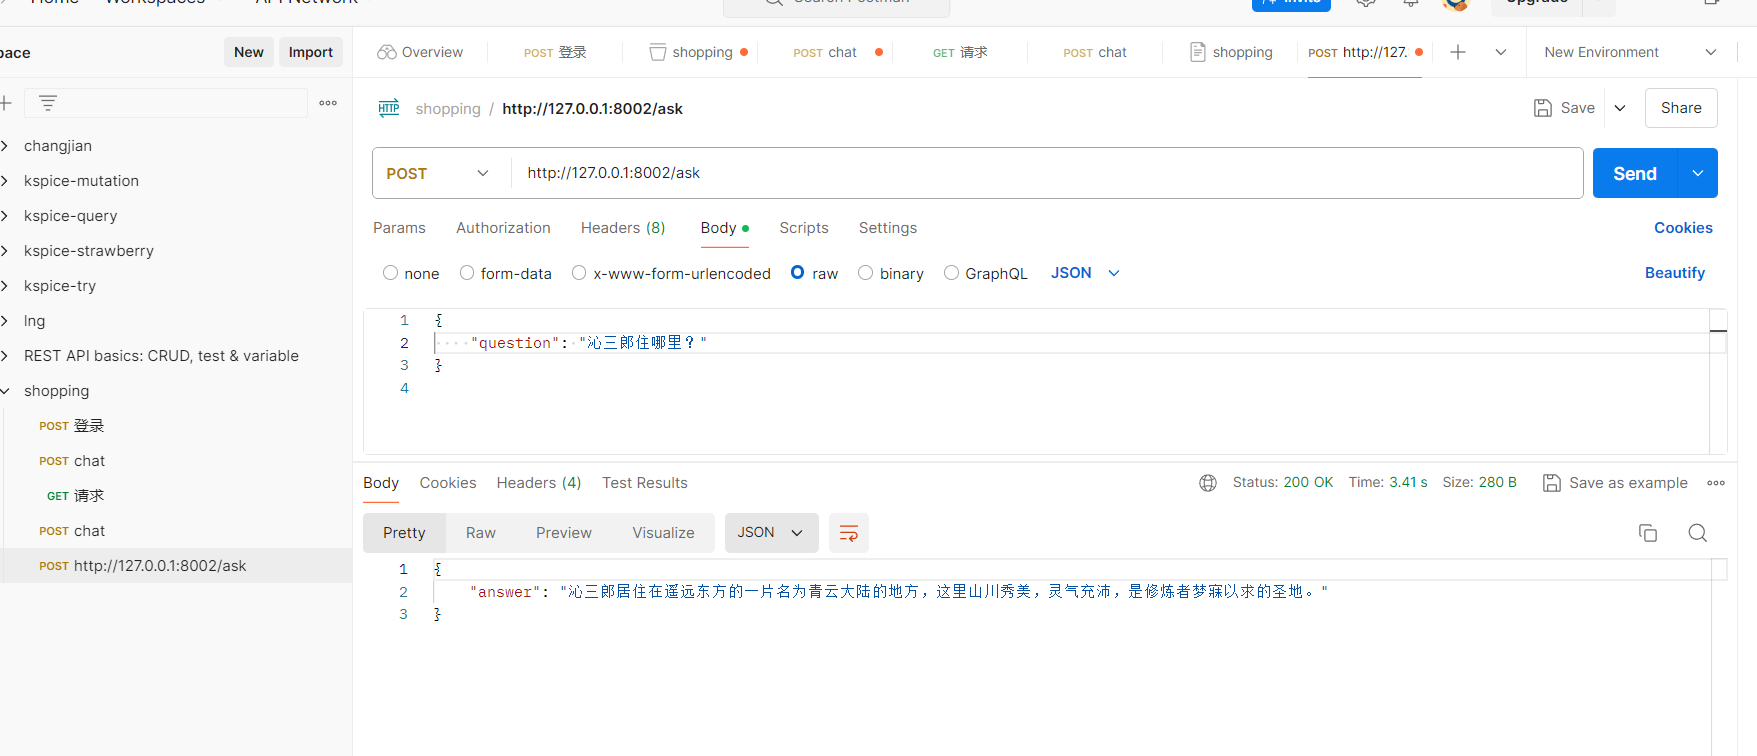 Home Workspaces API Network Search Postman Invite Upgrade
pace New Import Overview POST 登录 shopping POST chat GET 请求 POST chat shopping POST http://127. New Environment
shopping / http://127.0.0.1:8002/ask Save Share
changjian
kspice-mutation
kspice-query
kspice-strawberry
kspice-try
lng
REST API basics: CRUD, test & variable
shopping
POST 登录
POST chat
GET 请求
POST chat
POST http://127.0.0.1:8002/ask
POST http://127.0.0.1:8002/ask Send
Params Authorization Headers (8) Body Scripts Settings Cookies
none form-data x-www-form-urlencoded raw binary GraphQL JSON Beautify
1 {
2 "question": "沁三郎住哪里？"
3 }
4
Body Cookies Headers (4) Test Results Status: 200 OK Time: 3.41 s Size: 280 B Save as example
Pretty Raw Preview Visualize JSON
1 {
2 "answer": "沁三郎居住在遥远东方的一片名为青云大陆的地方，这里山川秀美，灵气充沛，是修炼者梦寐以求的圣地。"
3 }